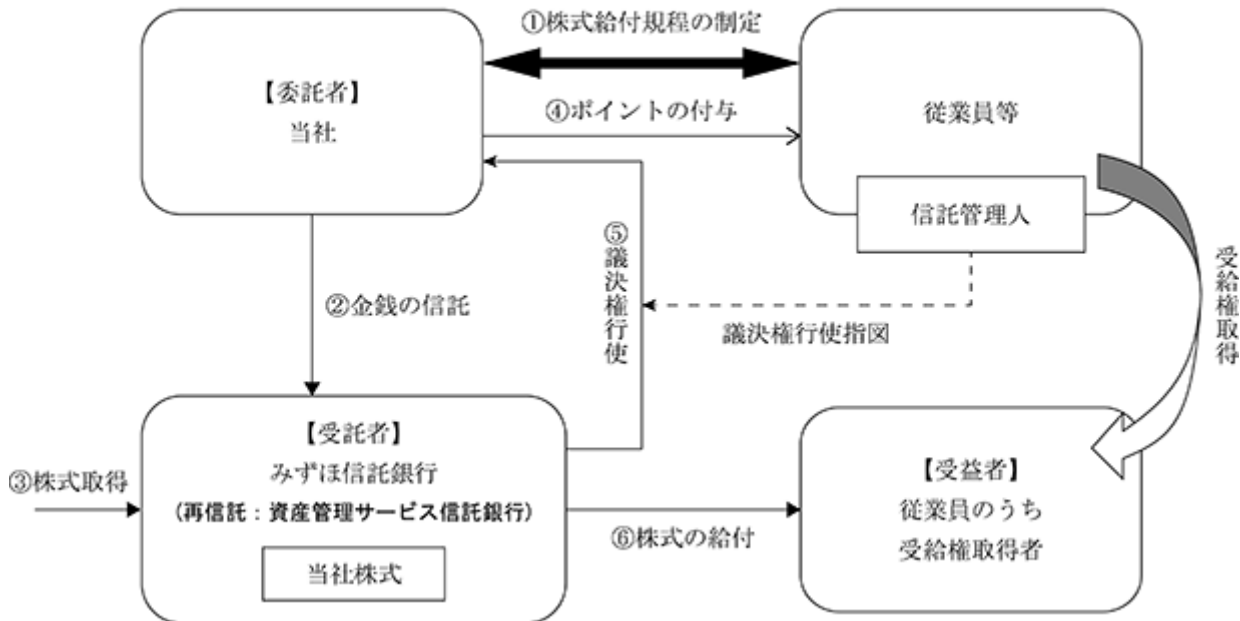 ①株式給付規程の制定
【委託者】
当社
④ポイントの付与
従業員等
信託管理人
⑤議決権行使
受給権取得
②金銭の信託
議決権行使指図
【受託者】
みずほ信託銀行
(再信託：資産管理サービス信託銀行)
当社株式
③株式取得
⑥株式の給付
【受益者】
従業員のうち
受給権取得者